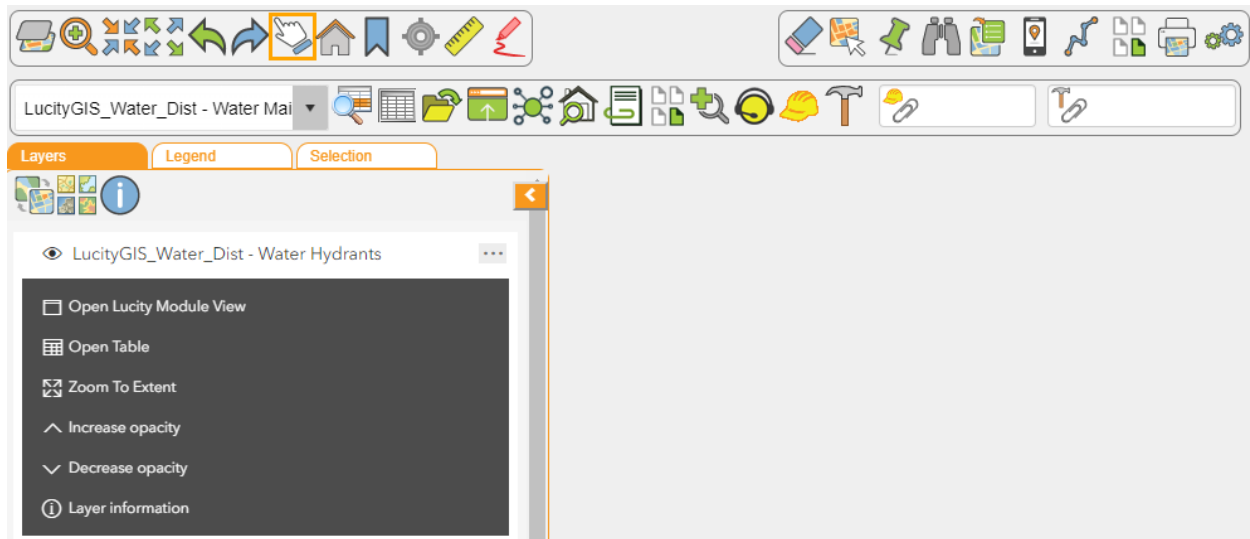 LucityGIS_Water_Dist - Water Mai
Layers
Legend
Selection
LucityGIS_Water_Dist - Water Hydrants
Open Lucity Module View
Open Table
Zoom To Extent
Increase opacity
Decrease opacity
Layer information